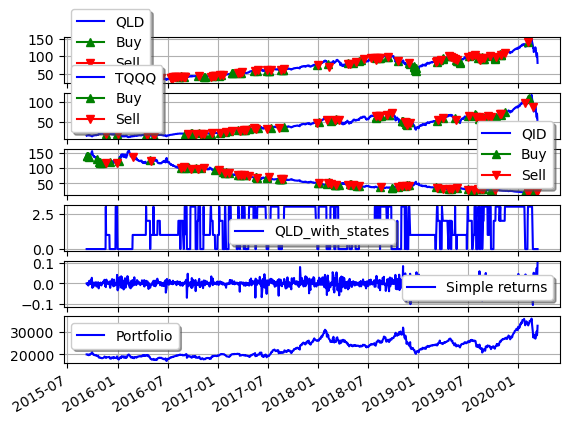 QLD
Buy
Sell
150
100
50
TQQQ
Buy
Sell
100
50
QID
Buy
Sell
150
100
50
QLD_with_states
2.5
0.0
Simple returns
0.1
0.0
−0.1
Portfolio
30000
20000
2015-07 2016-01 2016-07 2017-01 2017-07 2018-01 2018-07 2019-01 2019-07 2020-01